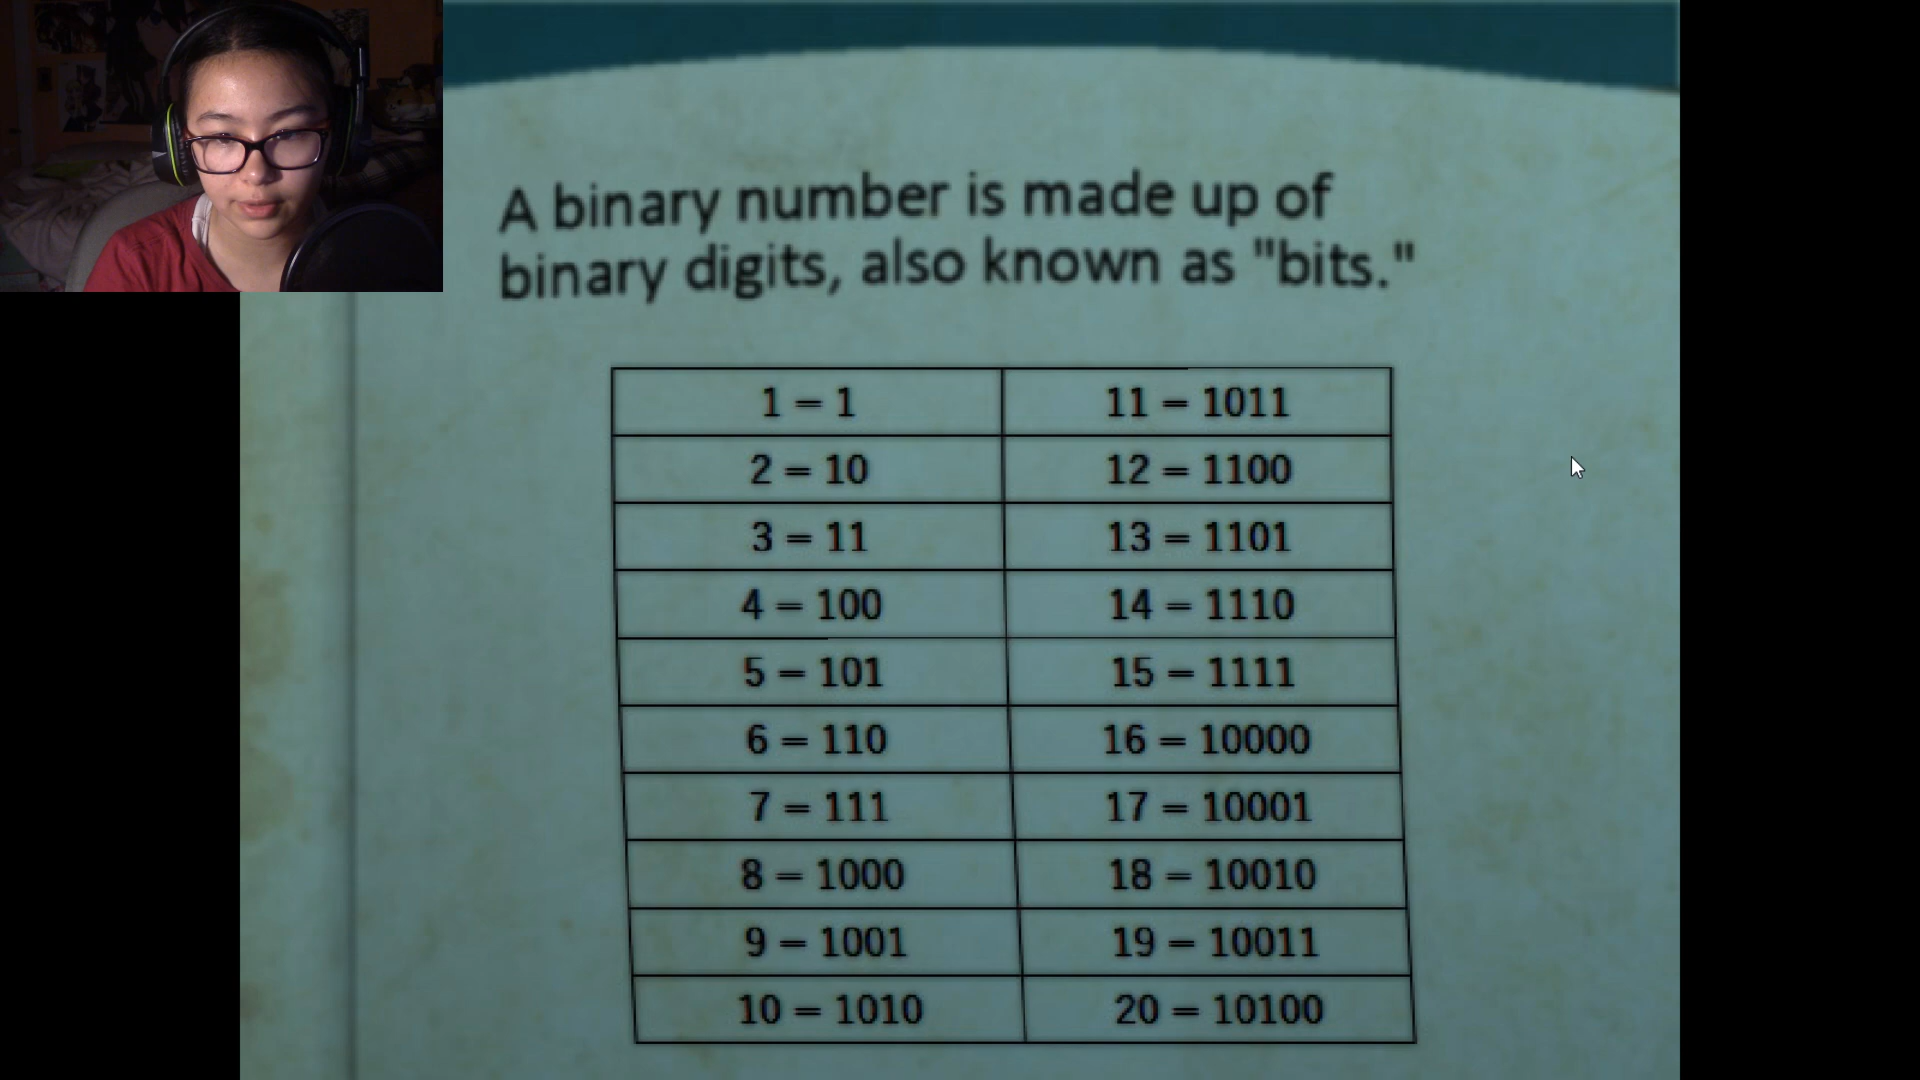 A binary number is made up of
binary digits, also known as "bits."
1 = 1 11 = 1011
2 = 10 12 = 1100
3 = 11 13 = 1101
4 = 100 14 = 1110
5 = 101 15 = 1111
6 = 110 16 = 10000
7 = 111 17 = 10001
8 = 1000 18 = 10010
9 = 1001 19 = 10011
10 = 1010 20 = 10100